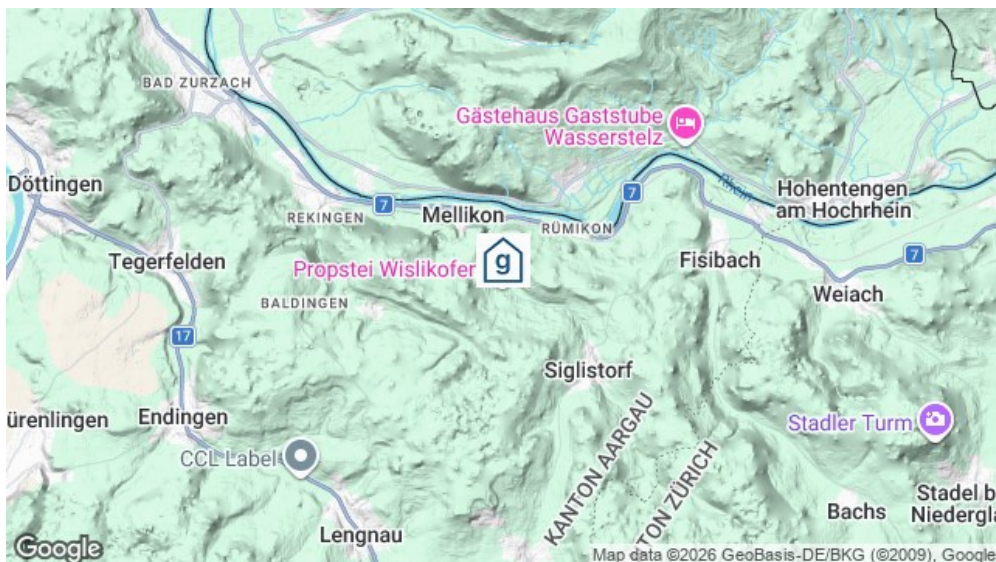 BAD ZURZACH
Gästehaus Gaststube
Wasserstelz
Döttingen
7
7
Rhein
Hohentengen
am Hochrhein
REKINGEN
Mellikon
RÜMIKON
7
Tegerfelden
Propstei Wislikofer
g
Fisibach
BALDINGEN
Weiach
17
Siglistorf
ürenlingen
Endingen
Stadler Turm
CCL Label
KANTON AARGAU
TON ZÜRICH
Stadel b
Niedergla
Bachs
Lengnau
Google
Map data ©2026 GeoBasis-DE/BKG (©2009), Google